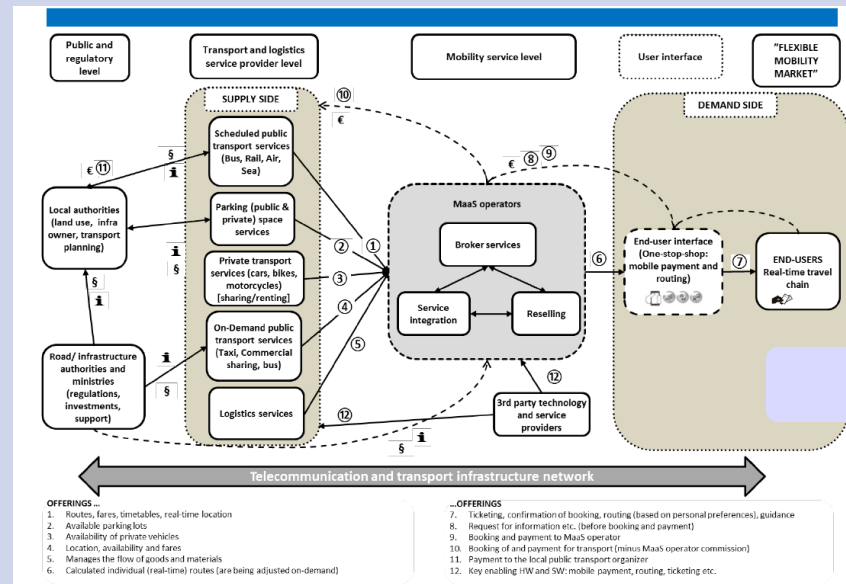 Public and
regulatory
level
Transport and logistics
service provider level
Mobility service level
User interface
"FLEXIBLE
MOBILITY
MARKET"
SUPPLY SIDE
DEMAND SIDE
⑩
€
Scheduled public
transport services
(Bus, Rail, Air,
Sea)
§
i
€ ⑪
€ ⑧ ⑨
Local authorities
(land use, infra
owner, transport
planning)
Parking (public &
private) space
services
i
§
②
①
MaaS operators
Broker services
Service
integration
Reselling
⑥
End-user interface
(One-stop-shop:
mobile payment and
routing)
⑦
END-USERS
Real-time travel
chain
Private transport
services (cars, bikes,
motorcycles)
[sharing/renting]
③
④
§
i
On-Demand public
transport services
(Taxi, Commercial
sharing, bus)
⑤
i
§
Road/ infrastructure
authorities and
ministries
(regulations,
investments,
support)
Logistics services
⑫
⑫
3rd party technology
and service
providers
i
§
Telecommunication and transport infrastructure network
OFFERINGS ...
1. Routes, fares, timetables, real-time location
2. Available parking lots
3. Availability of private vehicles
4. Location, availability and fares
5. Manages the flow of goods and materials
6. Calculated individual (real-time) routes (are being adjusted on-demand)
...OFFERINGS
7. Ticketing, confirmation of booking, routing (based on personal preferences), guidance
8. Request for information etc. (before booking and payment)
9. Booking and payment to MaaS operator
10. Booking of and payment for transport (minus MaaS operator commission)
11. Payment to the local public transport organizer
12. Key enabling HW and SW: mobile payment, routing, ticketing etc.